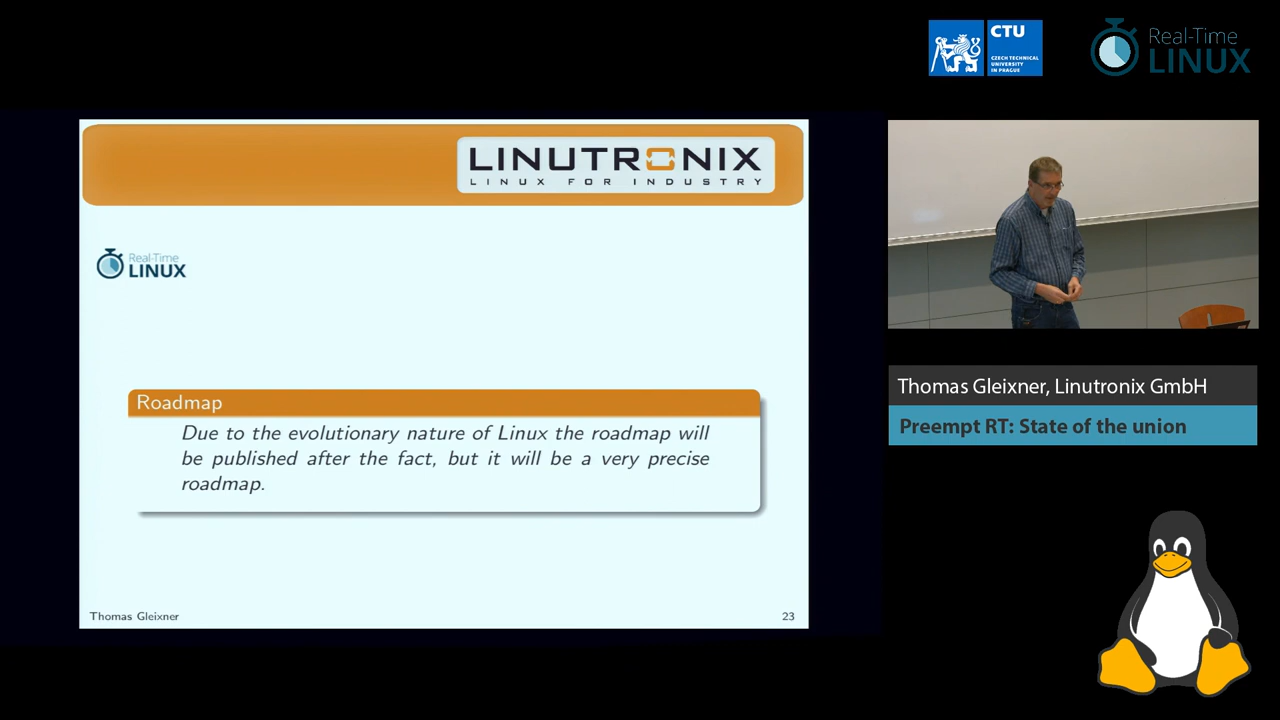 CTU
CZECH TECHNICAL
UNIVERSITY
IN PRAGUE
Real-Time
LINUX
LINUTRONIX
LINUX FOR INDUSTRY
Real-Time
LINUX
Roadmap
Due to the evolutionary nature of Linux the roadmap will
be published after the fact, but it will be a very precise
roadmap.
Thomas Gleixner
23
Thomas Gleixner, Linutronix GmbH
Preempt RT: State of the union